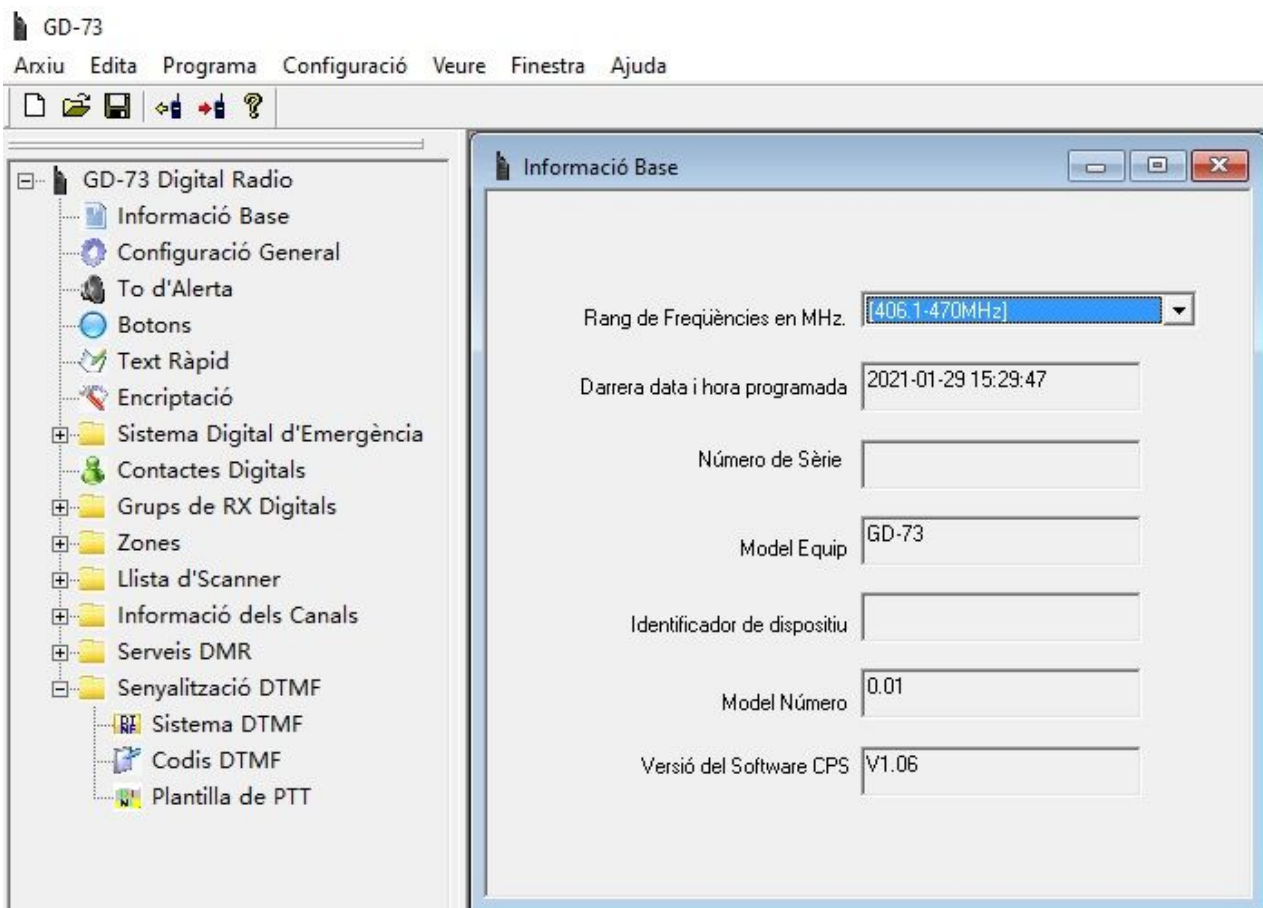 GD-73
Arxiu Edita Programa Configuració Veure Finestra Ajuda
GD-73 Digital Radio
Informació Base
Configuració General
To d'Alerta
Botons
Text Ràpid
Encriptació
Sistema Digital d'Emergència
Contactes Digitals
Grups de RX Digitals
Zones
Llista d'Scanner
Informació dels Canals
Serveis DMR
Senyalització DTMF
Sistema DTMF
Codis DTMF
Plantilla de PTT
Informació Base
Rang de Freqüències en MHz. [406.1-470MHz]
Darrera data i hora programada 2021-01-29 15:29:47
Número de Sèrie
Model Equip GD-73
Identificador de dispositiu
Model Número 0.01
Versió del Software CPS V1.06